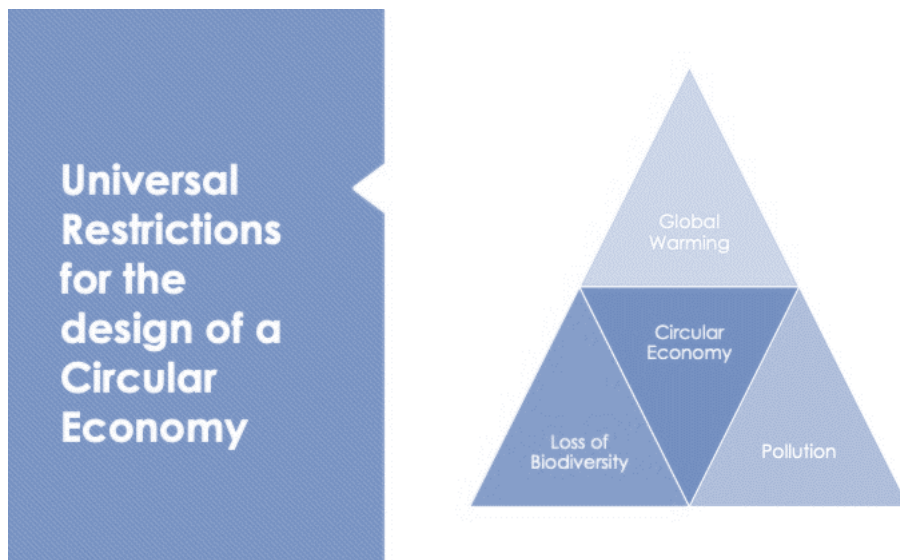 Universal
Restrictions
for the
design of a
Circular
Economy
Global
Warming
Circular
Economy
Loss of
Biodiversity
Pollution